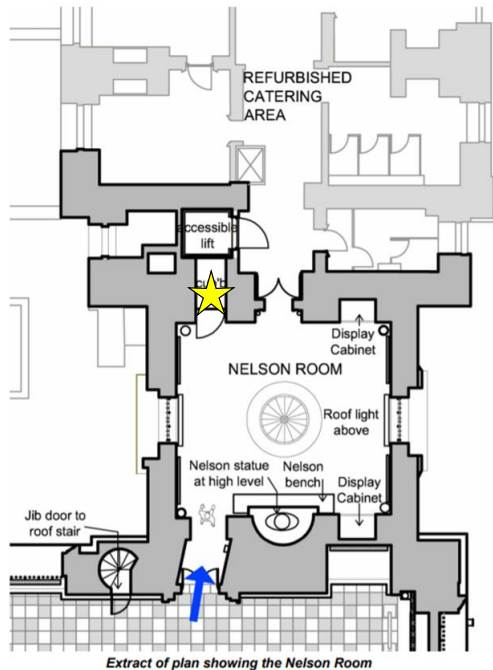 REFURBISHED
CATERING
AREA
accessible
lift
Display
Cabinet
NELSON ROOM
Roof light
above
Nelson statue
at high level
Nelson
bench
Display
Cabinet
Jib door to
roof stair
Extract of plan showing the Nelson Room